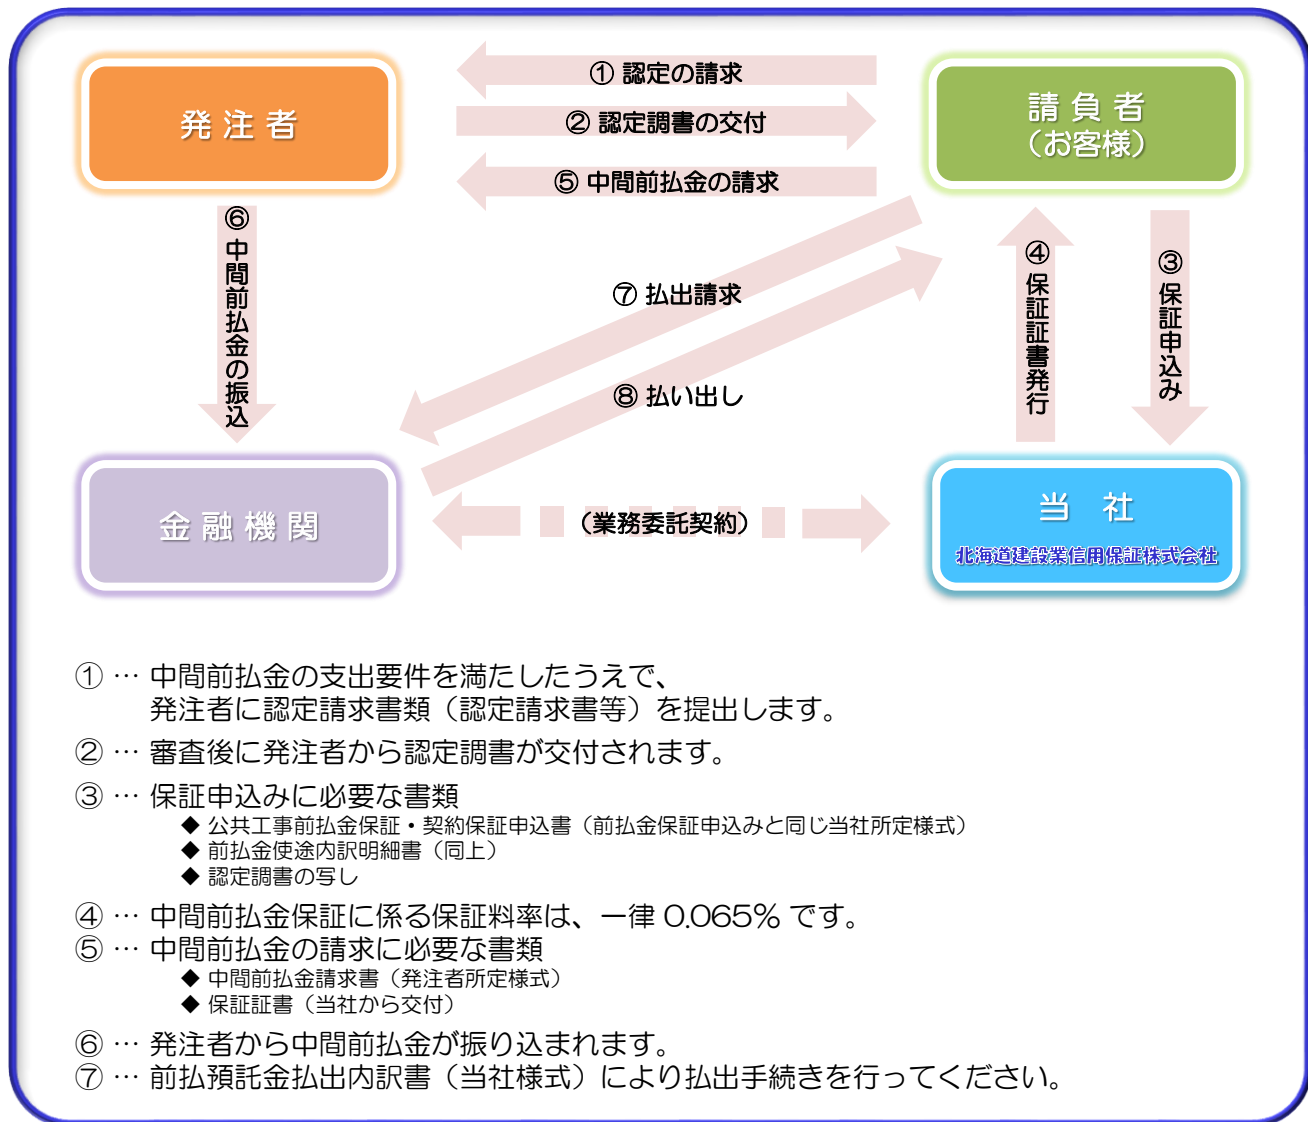 発注者
① 認定の請求
② 認定調書の交付
⑤ 中間前払金の請求
請負者
（お客様）
⑥ 中間前払金の振込
⑦ 払出請求
⑧ 払い出し
④ 保証証書発行
③ 保証申込み
金融機関
（業務委託契約）
当 社
北海道建設業信用保証株式会社
① … 中間前払金の支出要件を満たしたうえで、
発注者に認定請求書類（認定請求書等）を提出します。
② … 審査後に発注者から認定調書が交付されます。
③ … 保証申込みに必要な書類
◆ 公共工事前払金保証・契約保証申込書（前払金保証申込みと同じ当社所定様式）
◆ 前払金使途内訳明細書（同上）
◆ 認定調書の写し
④ … 中間前払金保証に係る保証料率は、一律 0.065% です。
⑤ … 中間前払金の請求に必要な書類
◆ 中間前払金請求書（発注者所定様式）
◆ 保証証書（当社から交付）
⑥ … 発注者から中間前払金が振り込まれます。
⑦ … 前払預託金払出内訳書（当社様式）により払出手続きを行ってください。